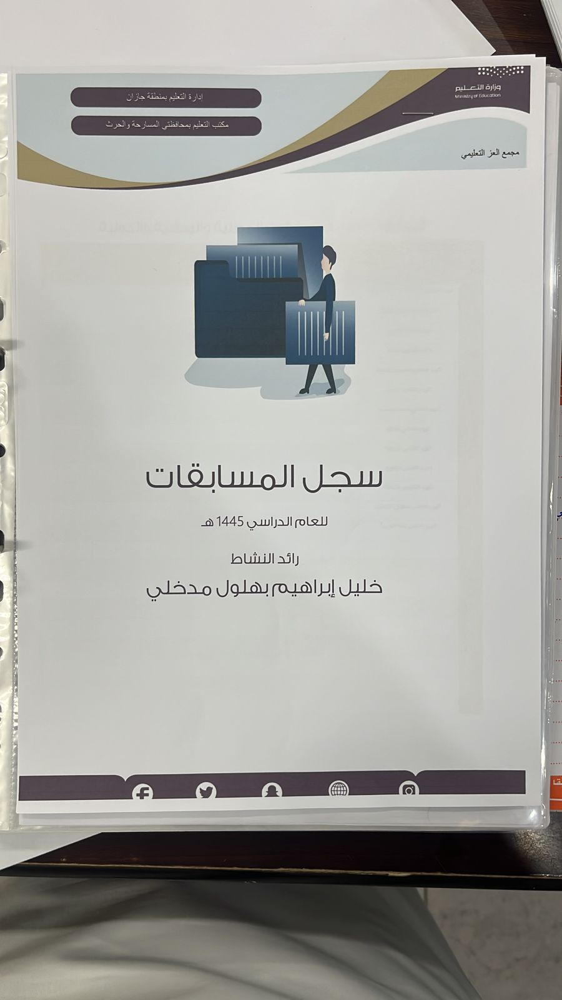 وزارة التعليم
Ministry of Education
إدارة التعليم بمنطقة جازان
مكتب التعليم بمحافظتي المسارحة والحرث
مجمع العز التعليمي
سجل المسابقات
للعام الدراسي 1445 هـ
رائد النشاط
خليل إبراهيم بهلول مدخلي